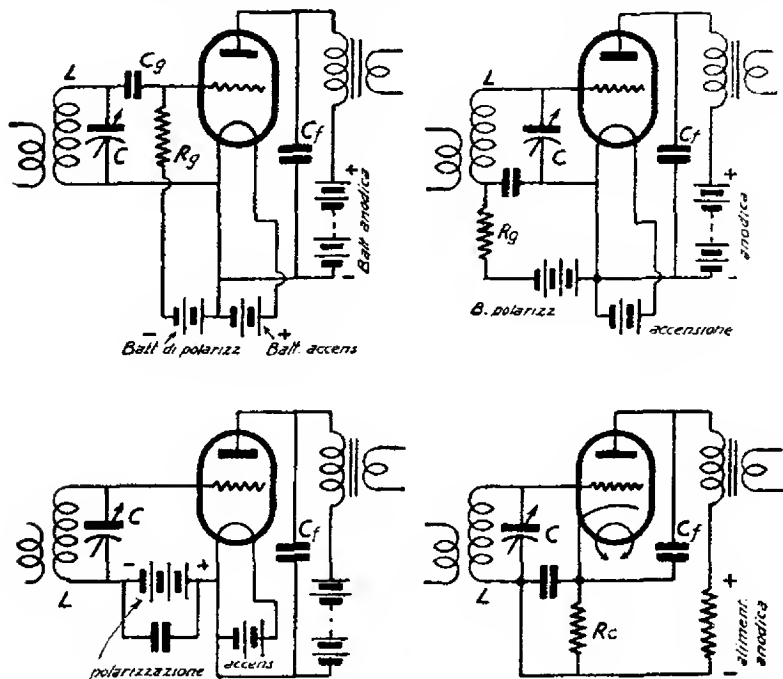 L
Cg
C
Rg
Cf
+
Batt anodica
-
-
Batt di polarizz
+
Batt. accens
L
C
Cf
Rg
+
anodica
-
B. polarizz
accensione
C
L
- +
Cf
polarizzazione
accens
C
L
Cf
Rc
+
aliment. anodica
-